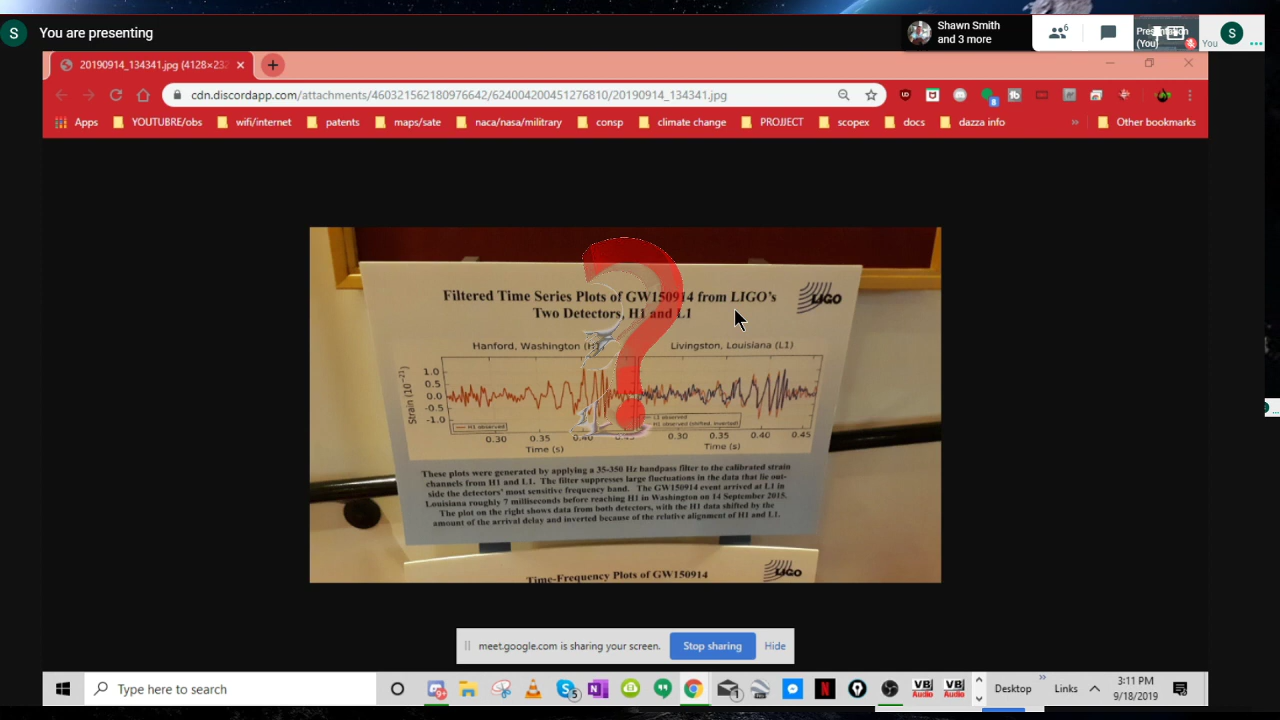 S You are presenting
Shawn Smith
and 3 more
6
Presentation
(You)
You
S
20190914_134341.jpg (4128×232
cdn.discordapp.com/attachments/460321562180976642/624004200451276810/20190914_134341.jpg
Apps YOUTUBRE/obs wifi/internet patents maps/sate naca/nasa/militrary consp climate change PROJJECT scopex docs dazza info » Other bookmarks
Filtered Time Series Plots of GW150914 from LIGO's
Two Detectors, H1 and L1
LIGO
Hanford, Washington (H1)
Livingston, Louisiana (L1)
Strain (10⁻²¹)
1.0
0.5
0.0
-0.5
-1.0
H1 observed
L1 observed
H1 observed (shifted, inverted)
0.30 0.35 0.40 0.45 0.30 0.35 0.40 0.45
Time (s)
Time (s)
These plots were generated by applying a 35-350 Hz bandpass filter to the calibrated strain
channels from H1 and L1. The filter suppresses large fluctuations in the data that lie out-
side the detectors' most sensitive frequency band. The GW150914 event arrived at L1 in
Louisiana roughly 7 milliseconds before reaching H1 in Washington on 14 September 2015.
The plot on the right shows data from both detectors, with the H1 data shifted by the
amount of the arrival delay and inverted because of the relative alignment of H1 and L1.
Time-Frequency Plots of GW150914
LIGO
?
meet.google.com is sharing your screen. Stop sharing Hide
Type here to search
Desktop » Links
3:11 PM
9/18/2019